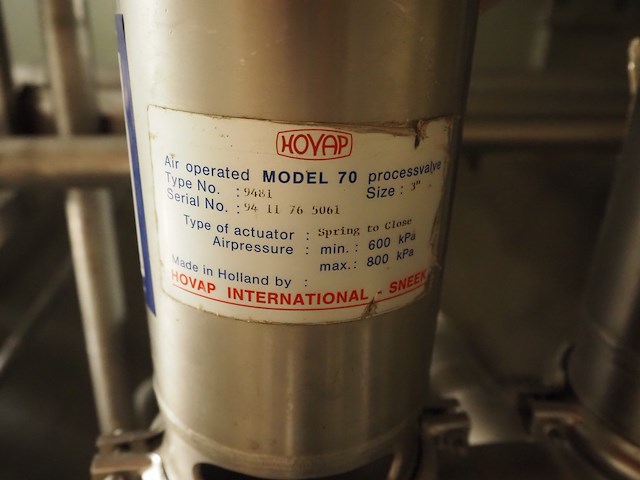 HOVAP
Air operated MODEL 70 processvalve
Type No. : 9481 Size : 3"
Serial No. : 94 11 76 5061
Type of actuator : Spring to Close
Airpressure : min. : 600 kPa
max. : 800 kPa
Made in Holland by :
HOVAP INTERNATIONAL - SNEEK